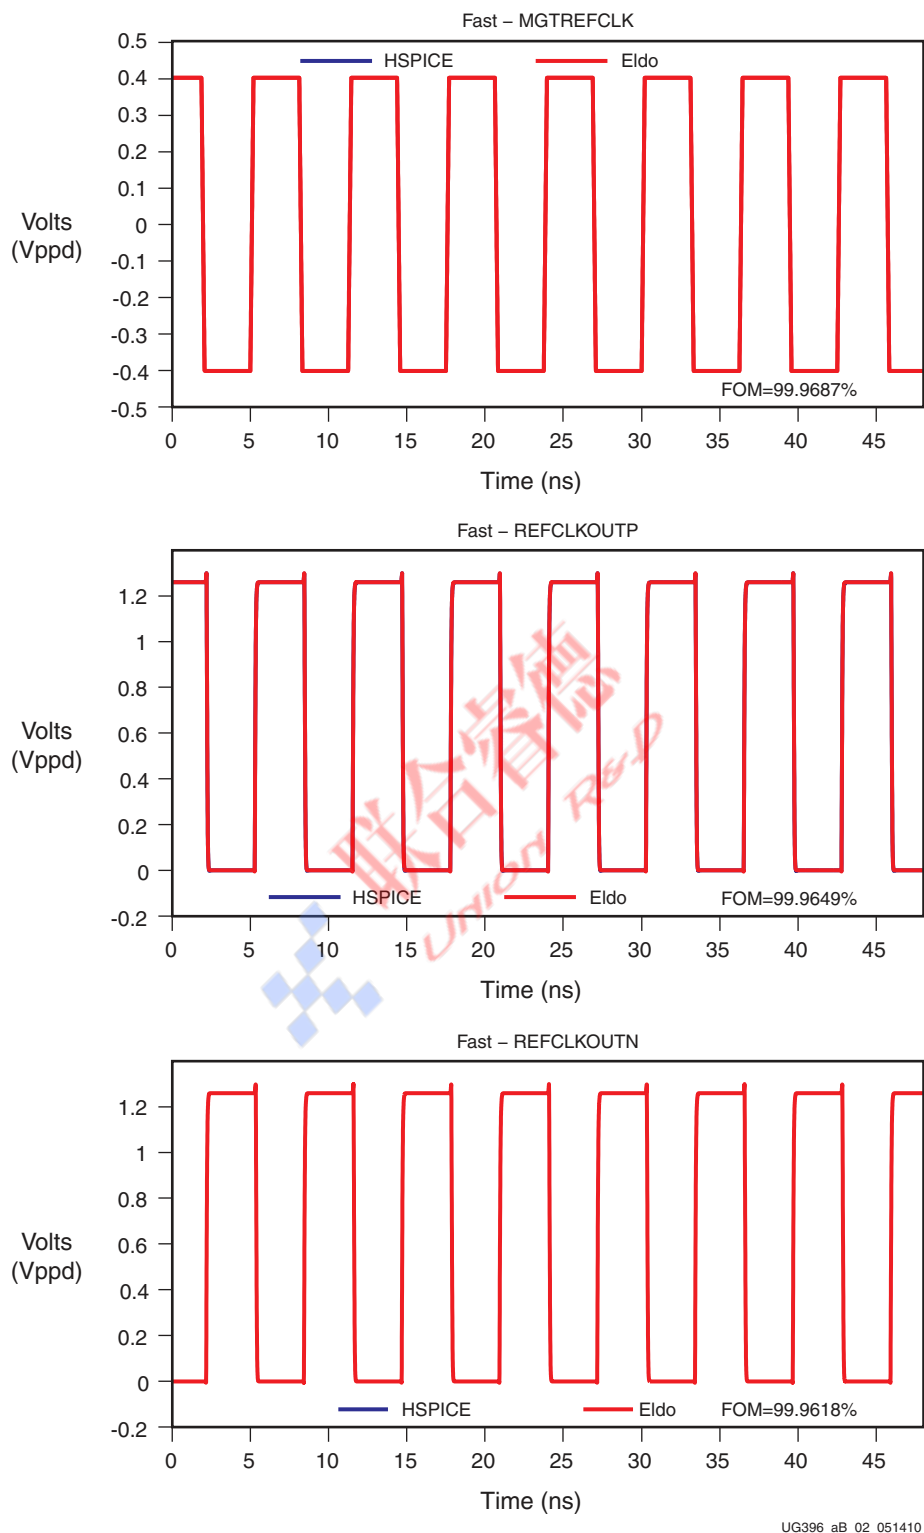 Fast – MGTREFCLK
0.5
HSPICE Eldo
0.4
0.3
0.2
0.1
Volts
(Vppd)
0
-0.1
-0.2
-0.3
-0.4
FOM=99.9687%
-0.5
0 5 10 15 20 25 30 35 40 45
Time (ns)
Fast – REFCLKOUTP
1.2
1
0.8
Volts
(Vppd)
0.6
0.4
0.2
0
HSPICE Eldo FOM=99.9649%
-0.2
0 5 10 15 20 25 30 35 40 45
Time (ns)
联合睿德
Union R&D
Fast – REFCLKOUTN
1.2
1
0.8
Volts
(Vppd)
0.6
0.4
0.2
0
HSPICE Eldo FOM=99.9618%
-0.2
0 5 10 15 20 25 30 35 40 45
Time (ns)
UG396_aB_02_051410